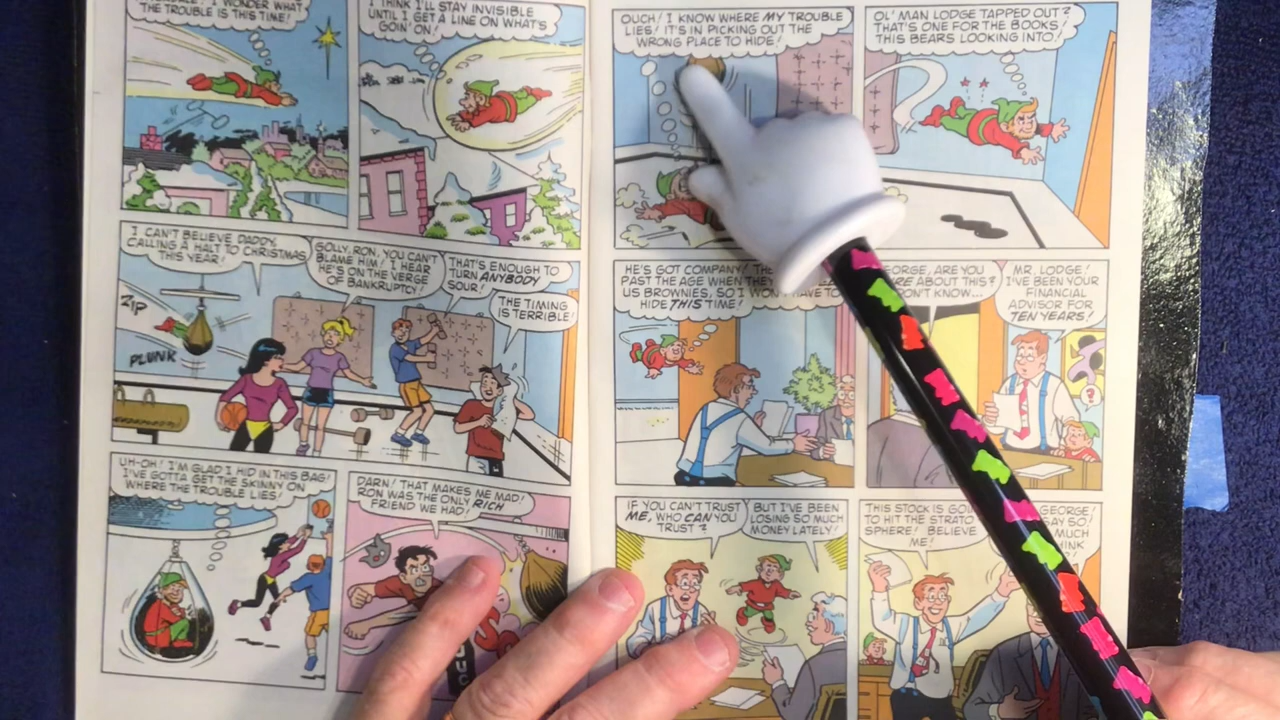 I WONDER WHAT
THE TROUBLE IS THIS TIME!
I THINK I'LL STAY INVISIBLE
UNTIL I GET A LINE ON WHAT'S
GOIN' ON!
I CAN'T BELIEVE DADDY
CALLING A HALT TO CHRISTMAS
THIS YEAR!
GOLLY, RON, YOU CAN'T
BLAME HIM! I HEAR
HE'S ON THE VERGE
OF BANKRUPTCY!
THAT'S ENOUGH TO
TURN ANYBODY
SOUR!
THE TIMING
IS TERRIBLE!
ZIP
PLUNK
UH-OH! I'M GLAD I HID IN THIS BAG!
I'VE GOTTA GET THE SKINNY ON
WHERE THE TROUBLE LIES!
DARN! THAT MAKES ME MAD!
RON WAS THE ONLY RICH
FRIEND WE HAD!
OUCH! I KNOW WHERE MY TROUBLE
LIES! IT'S IN PICKING OUT THE
WRONG PLACE TO HIDE!
OL' MAN LODGE TAPPED OUT?
THAT'S ONE FOR THE BOOKS!
THIS BEARS LOOKING INTO!
HE'S GOT COMPANY!
PAST THE AGE WHEN THEY
US BROWNIES, SO I WON'T HAVE TO
HIDE THIS TIME!
ARE YOU
ABOUT THIS?
DON'T KNOW...
MR. LODGE!
I'VE BEEN YOUR
FINANCIAL
ADVISOR FOR
TEN YEARS!
?
IF YOU CAN'T TRUST
ME, WHO CAN YOU
TRUST?
BUT I'VE BEEN
LOSING SO MUCH
MONEY LATELY!
THIS STOCK IS
TO HIT THE STRATO
SPHERE! BELIEVE
ME!
GEORGE!
SAY SO!
MUCH